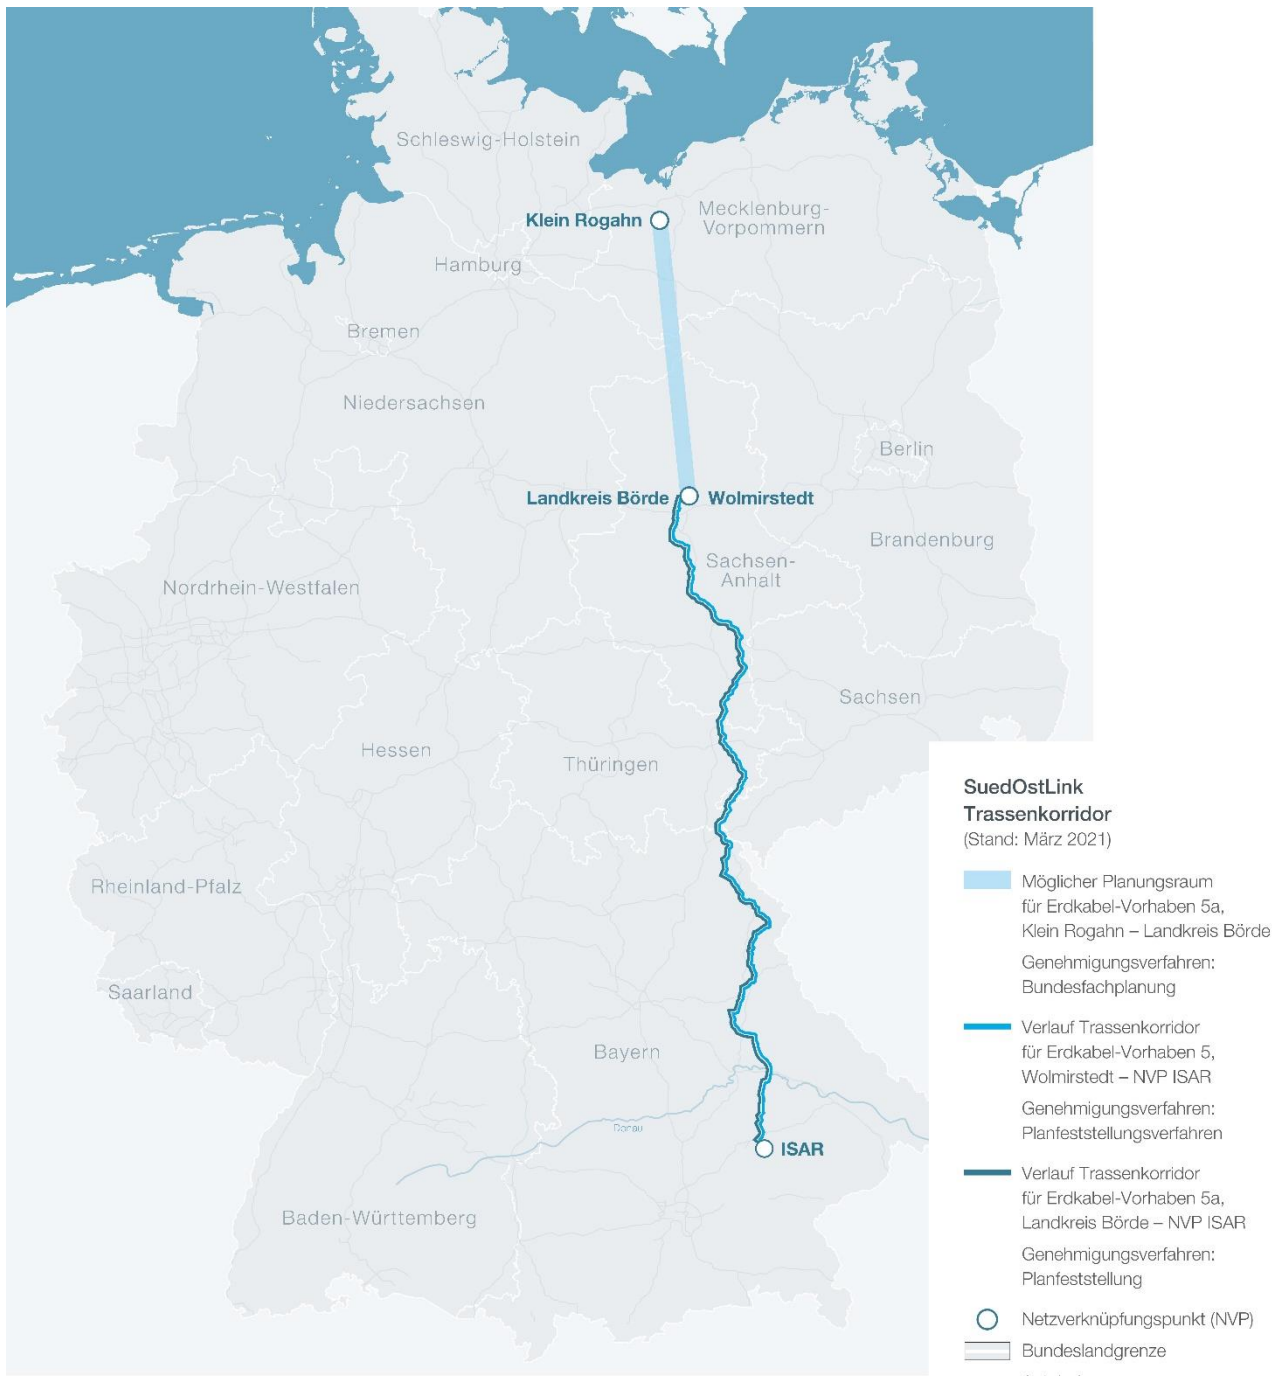 Schleswig-Holstein
Klein Rogahn
Mecklenburg-
Vorpommern
Hamburg
Bremen
Niedersachsen
Berlin
Landkreis Börde
Wolmirstedt
Brandenburg
Sachsen-
Anhalt
Nordrhein-Westfalen
Sachsen
Hessen
Thüringen
Rheinland-Pfalz
Saarland
Bayern
Donau
ISAR
Baden-Württemberg
SuedOstLink
Trassenkorridor
(Stand: März 2021)
Möglicher Planungsraum
für Erdkabel-Vorhaben 5a,
Klein Rogahn – Landkreis Börde
Genehmigungsverfahren:
Bundesfachplanung
Verlauf Trassenkorridor
für Erdkabel-Vorhaben 5,
Wolmirstedt – NVP ISAR
Genehmigungsverfahren:
Planfeststellungsverfahren
Verlauf Trassenkorridor
für Erdkabel-Vorhaben 5a,
Landkreis Börde – NVP ISAR
Genehmigungsverfahren:
Planfeststellung
Netzverknüpfungspunkt (NVP)
Bundeslandgrenze